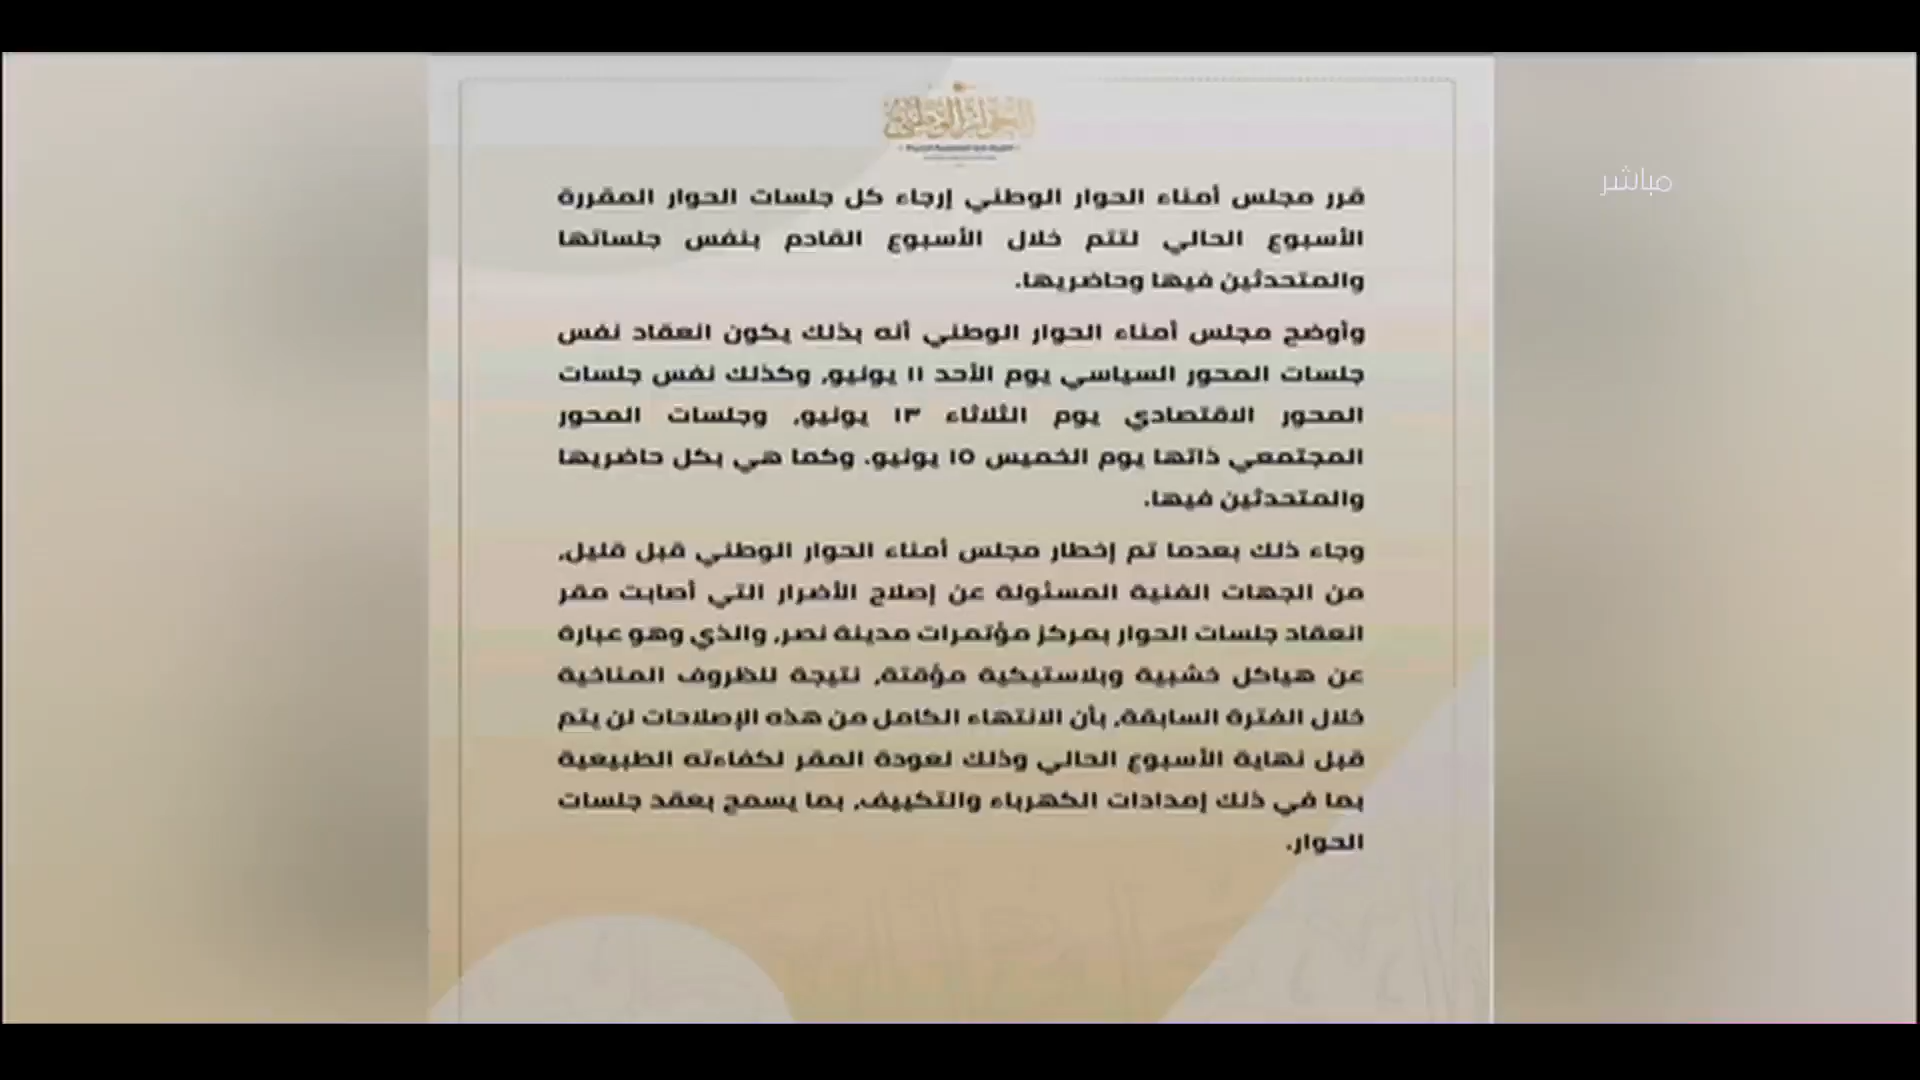 الحوار الوطني
مباشر
قرر مجلس أمناء الحوار الوطني إرجاء كل جلسات الحوار المقررة
الأسبوع الحالي لتتم خلال الأسبوع القادم بنفس جلساتها
والمتحدثين فيها وحاضريها.
وأوضح مجلس أمناء الحوار الوطني أنه بذلك يكون انعقاد نفس
جلسات المحور السياسي يوم الأحد ١١ يونيو، وكذلك نفس جلسات
المحور الاقتصادي يوم الثلاثاء ١٣ يونيو، وجلسات المحور
المجتمعي ذاتها يوم الخميس ١٥ يونيو. وكما هي بكل حاضريها
والمتحدثين فيها.
وجاء ذلك بعدما تم إخطار مجلس أمناء الحوار الوطني قبل قليل،
من الجهات الفنية المسئولة عن إصلاح الأضرار التي أصابت مقر
انعقاد جلسات الحوار بمركز مؤتمرات مدينة نصر، والذي وهو عبارة
عن هياكل خشبية وبلاستيكية مؤقتة، نتيجة للظروف المناخية
خلال الفترة السابقة، بأن الانتهاء الكامل من هذه الإصلاحات لن يتم
قبل نهاية الأسبوع الحالي وذلك لعودة المقر لكفاءته الطبيعية
بما في ذلك إمدادات الكهرباء والتكييف، بما يسمح بعقد جلسات
الحوار.